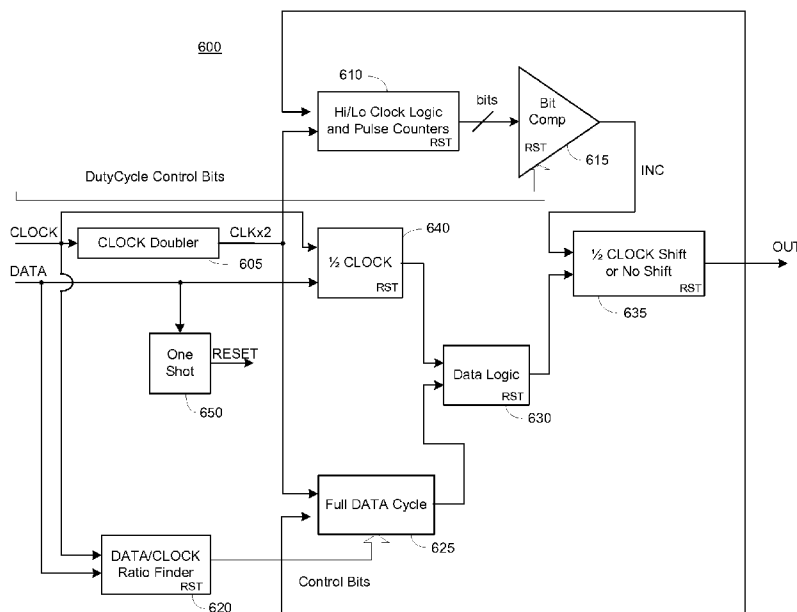 600
610
Hi/Lo Clock Logic
and Pulse Counters
RST
bits
Bit
Comp
RST
615
INC
DutyCycle Control Bits
CLOCK
CLOCK Doubler
605
CLKx2
640
½ CLOCK
RST
½ CLOCK Shift
or No Shift
RST
635
OUT
DATA
One
Shot
RESET
650
Data Logic
RST
630
Full DATA Cycle
625
DATA/CLOCK
Ratio Finder
RST
620
Control Bits